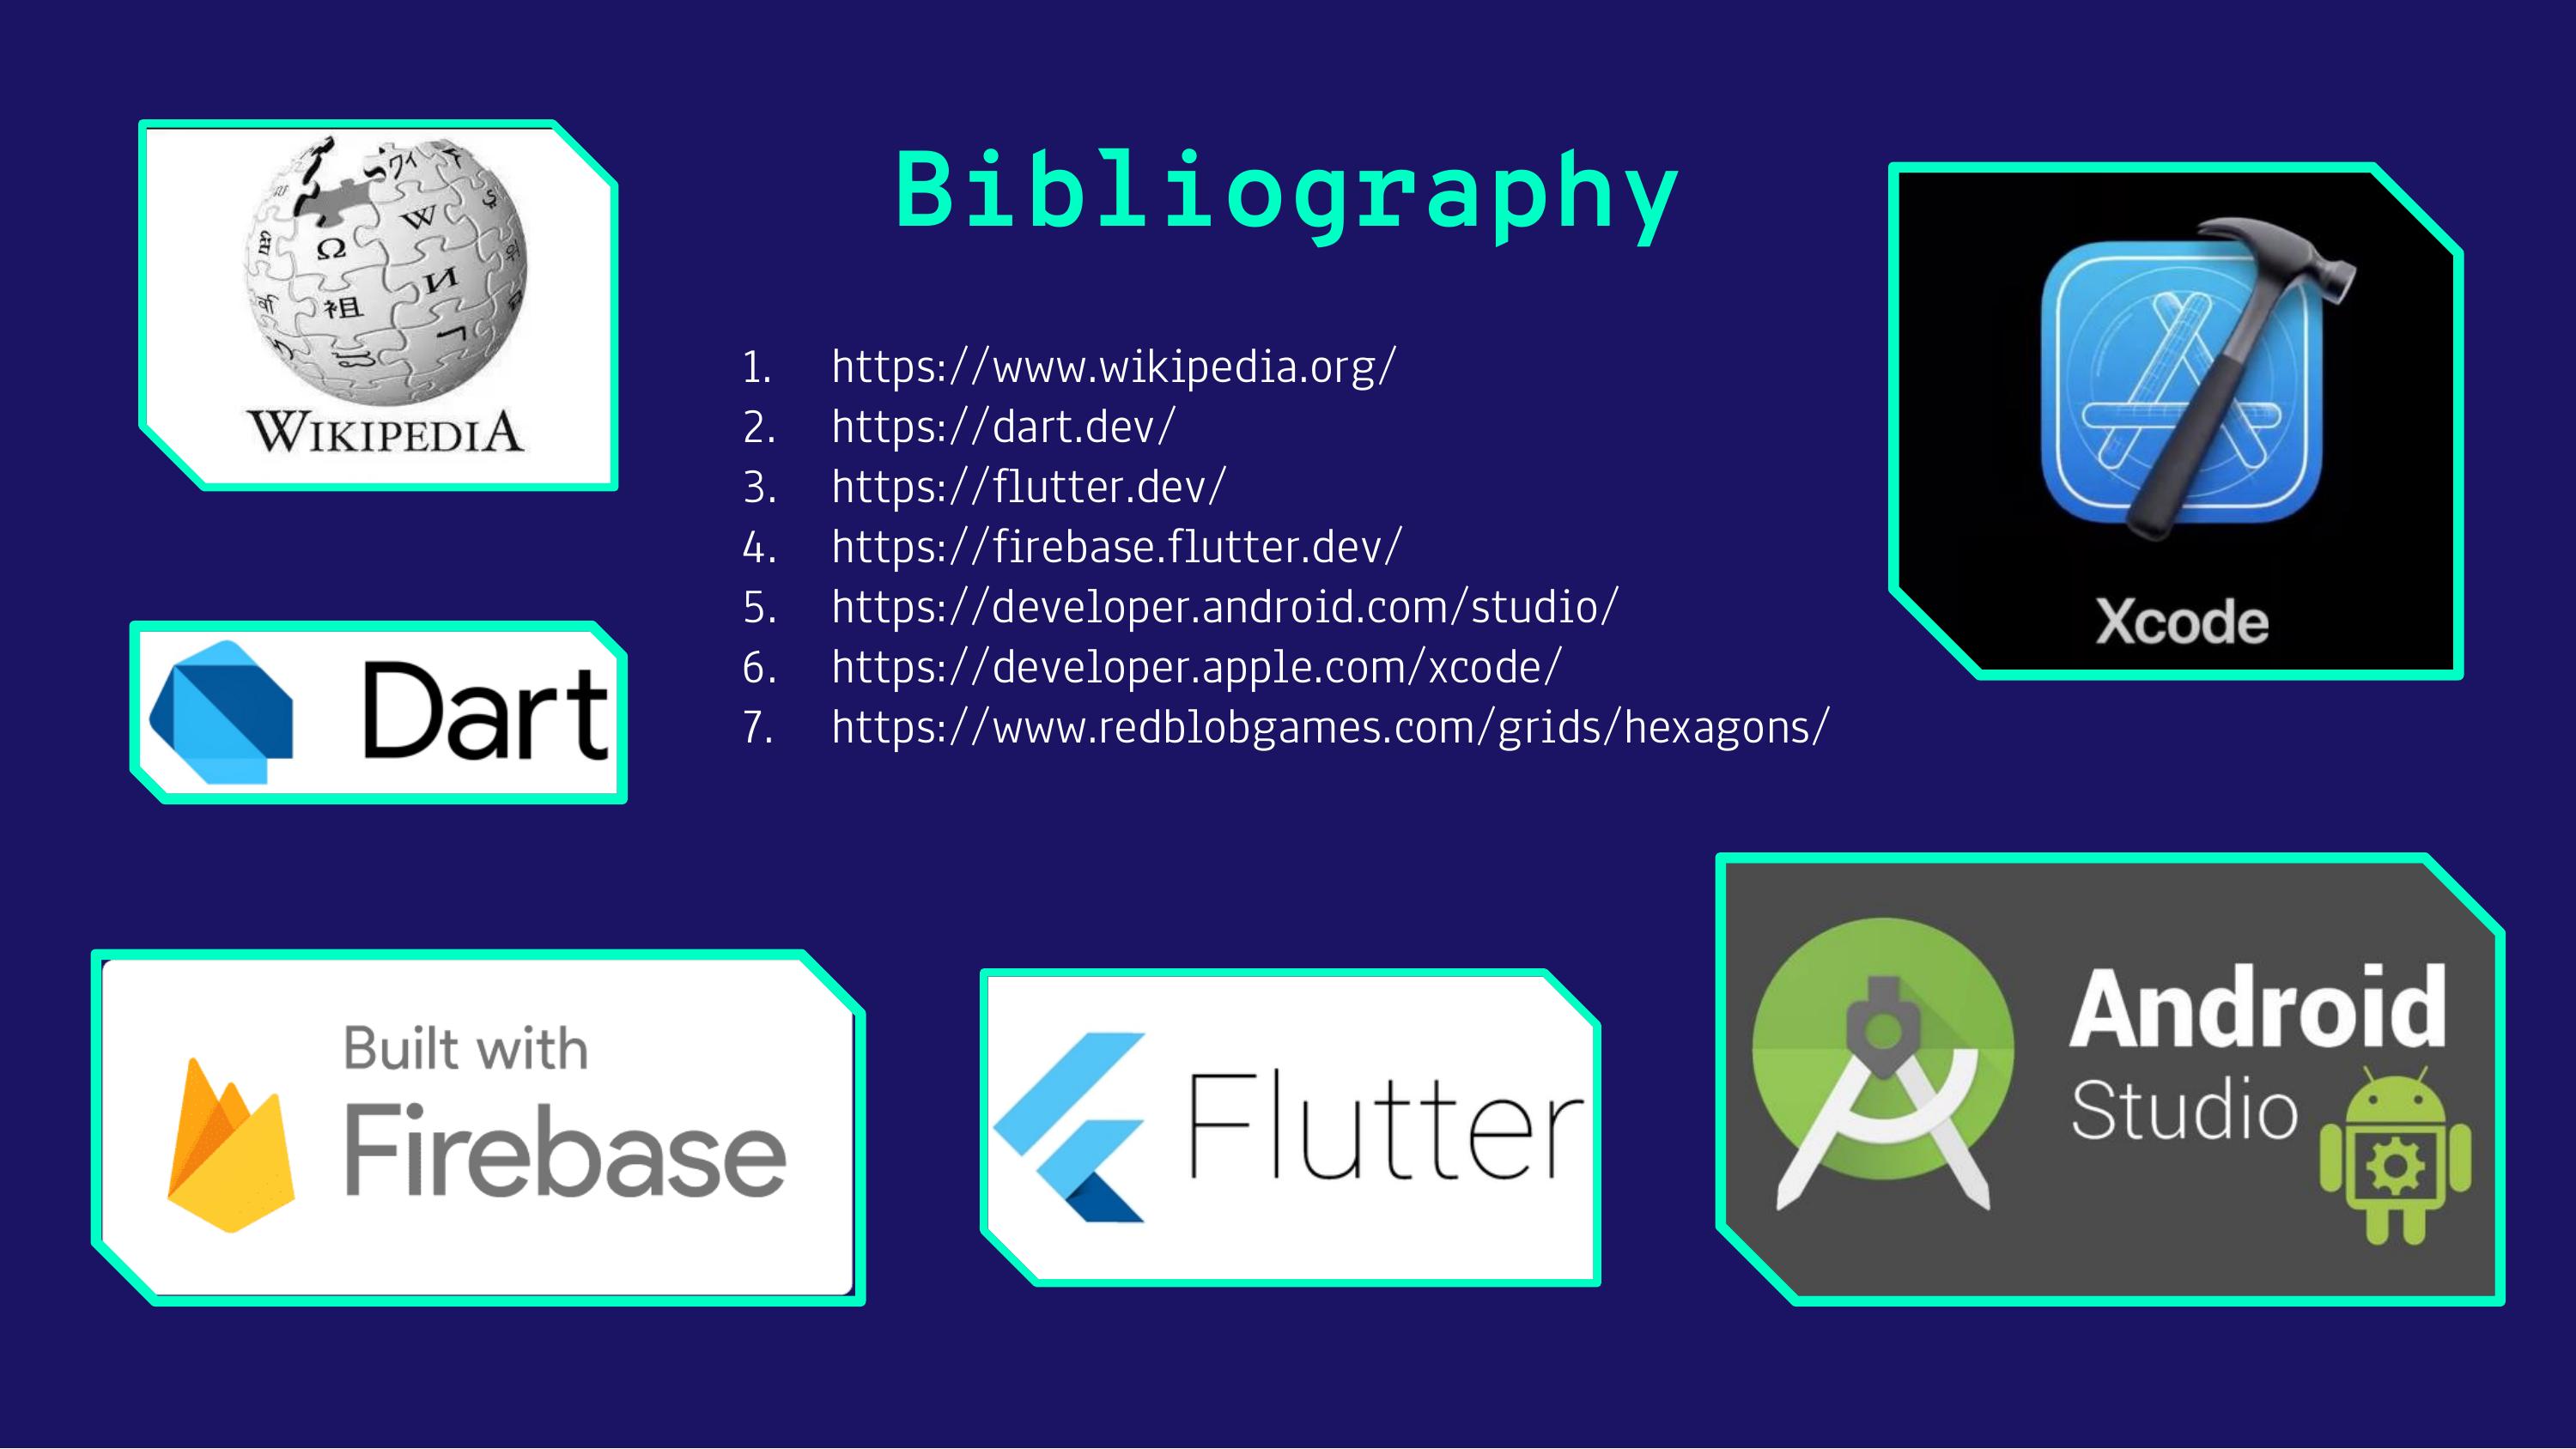 Bibliography
1. https://www.wikipedia.org/
2. https://dart.dev/
3. https://flutter.dev/
4. https://firebase.flutter.dev/
5. https://developer.android.com/studio/
6. https://developer.apple.com/xcode/
7. https://www.redblobgames.com/grids/hexagons/
Ω
W
И
祖
WIKIPEDIA
Xcode
Dart
Built with
Firebase
Flutter
Android
Studio